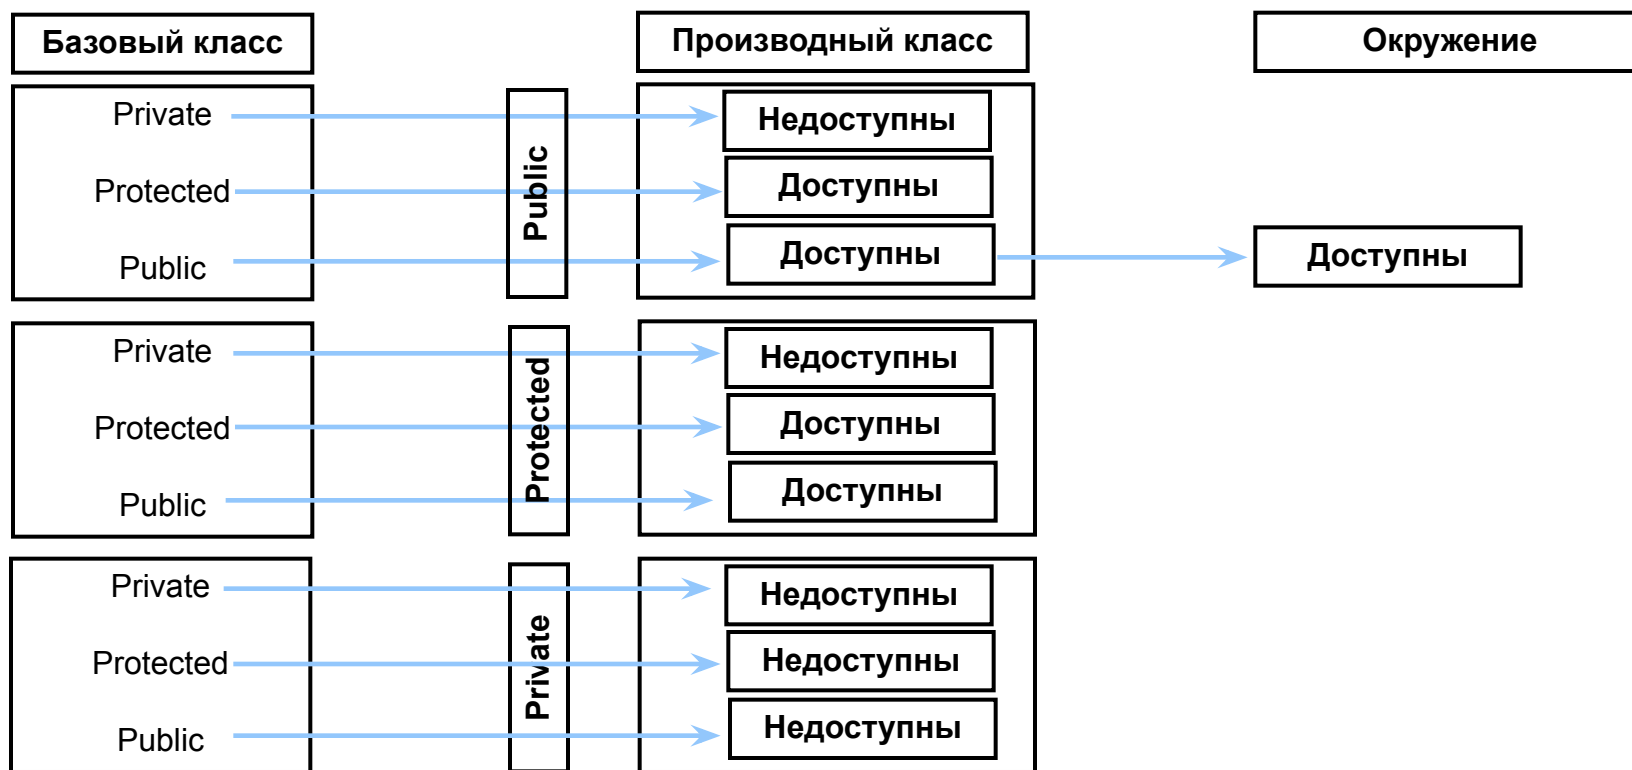 Базовый класс
Производный класс
Окружение
Private
Protected
Public
Public
Недоступны
Доступны
Доступны
Доступны
Private
Protected
Public
Protected
Недоступны
Доступны
Доступны
Private
Protected
Public
Private
Недоступны
Недоступны
Недоступны